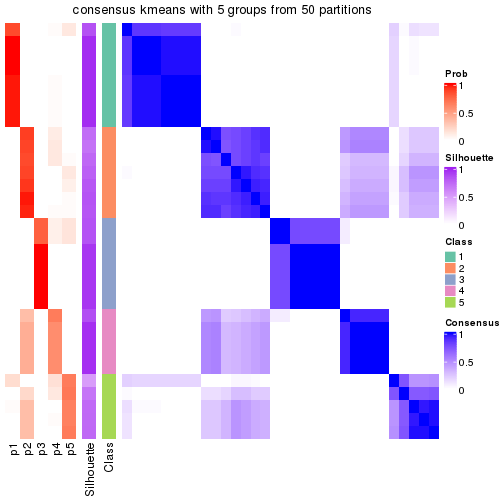 consensus kmeans with 5 groups from 50 partitions
Prob
1
0.5
0
Silhouette
1
0.5
0
Class
1
2
3
4
5
Consensus
1
0.5
0
p1
p2
p3
p4
p5
Silhouette
Class